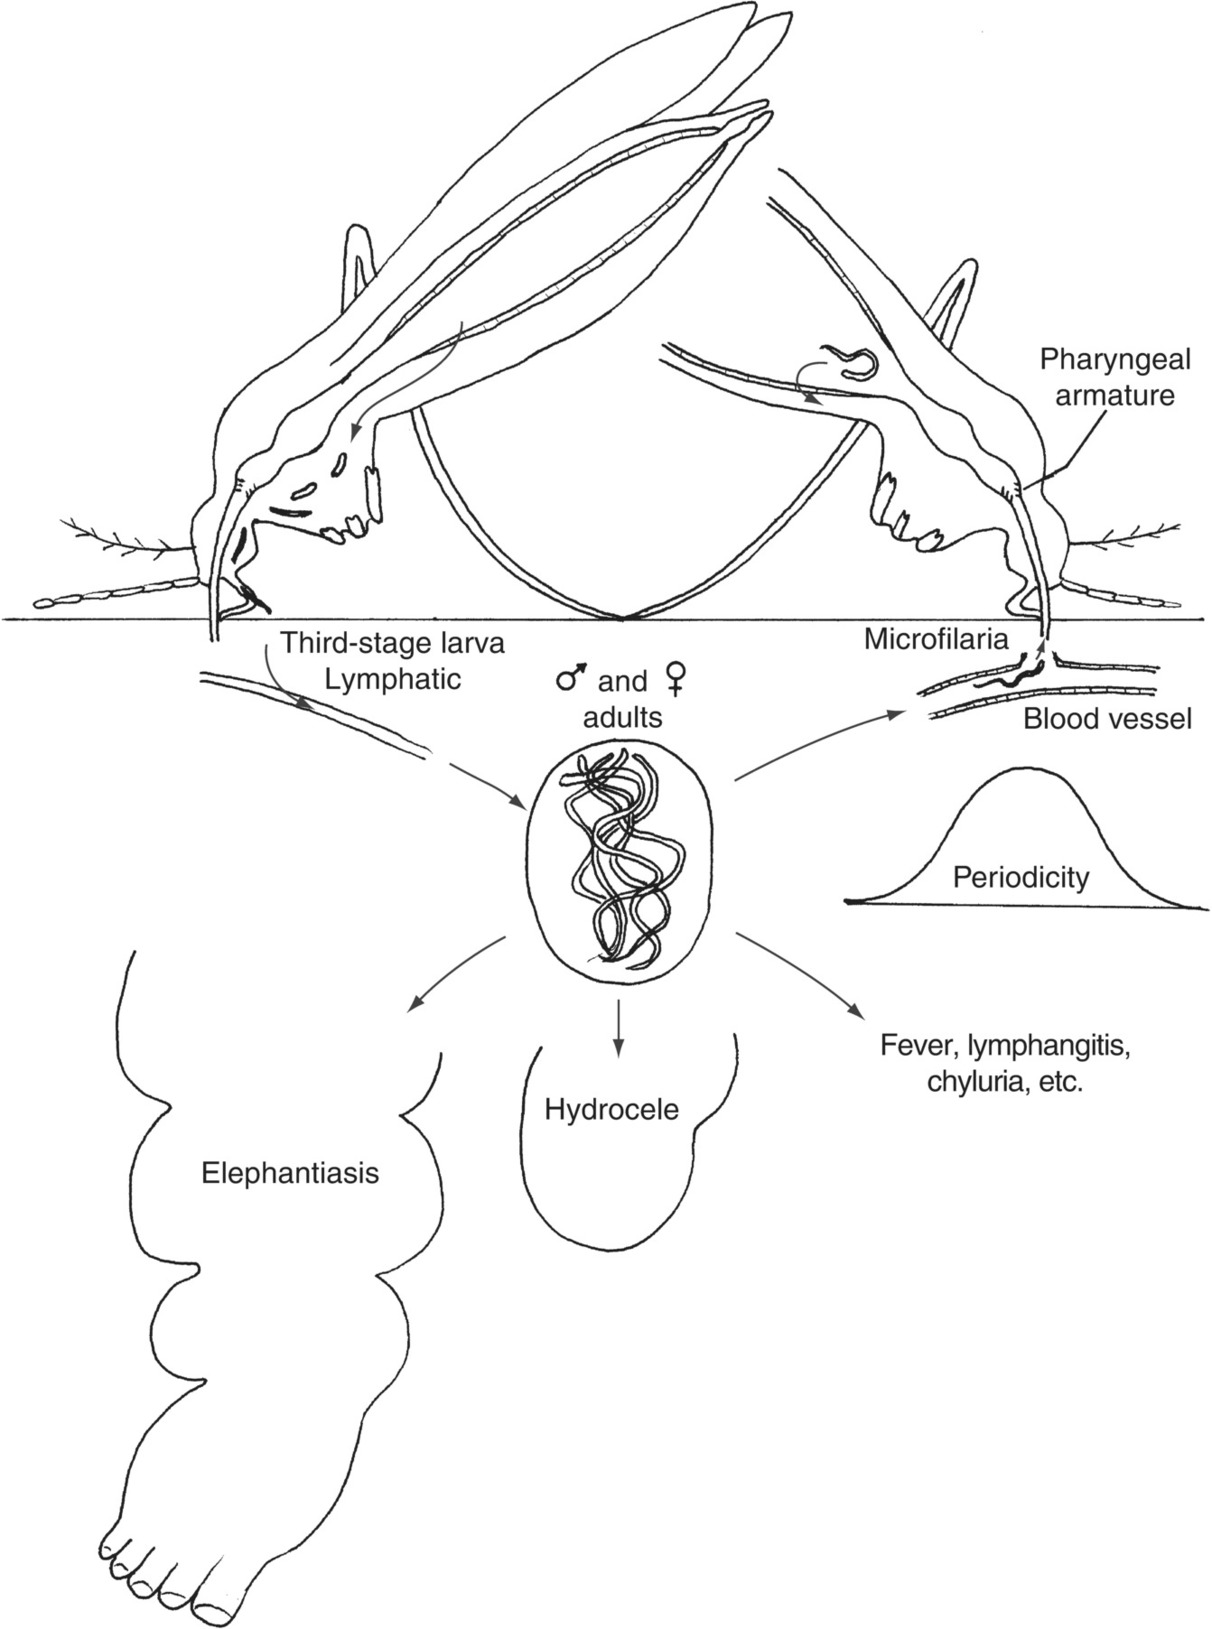 Pharyngeal
armature
Third-stage larva
Lymphatic
♂ and ♀
adults
Microfilaria
Blood vessel
Periodicity
Fever, lymphangitis,
chyluria, etc.
Hydrocele
Elephantiasis